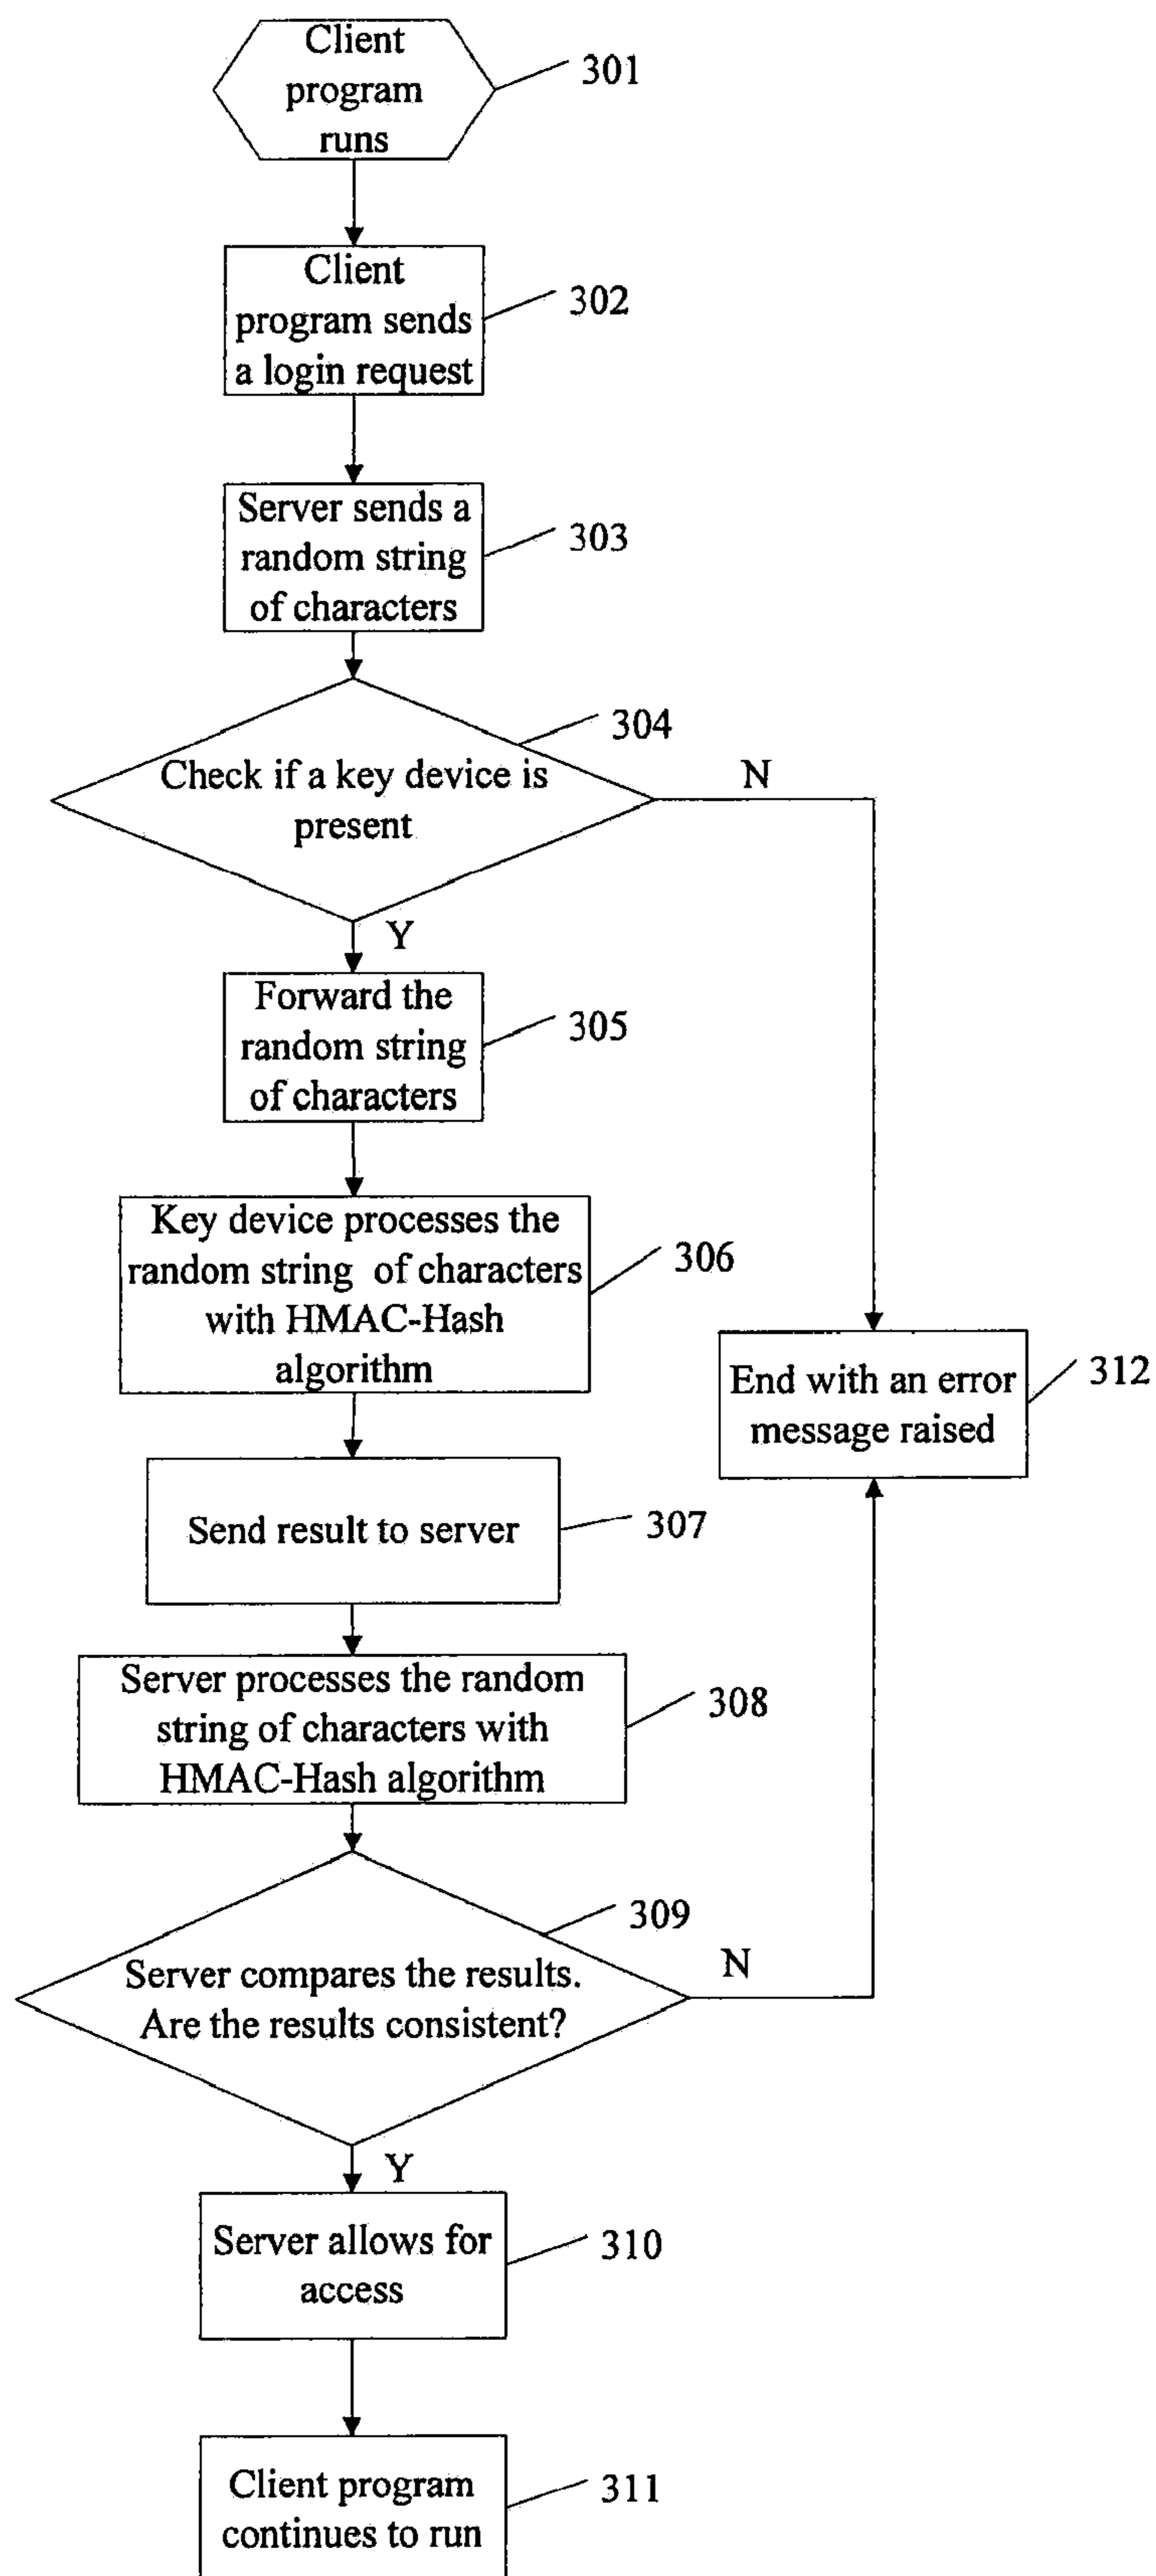 Client
program
runs
301
Client
program sends
a login request
302
Server sends a
random string
of characters
303
304
Check if a key device is
present
N
Y
Forward the
random string
of characters
305
Key device processes the
random string of characters
with HMAC-Hash
algorithm
306
End with an error
message raised
312
Send result to server
307
Server processes the random
string of characters with
HMAC-Hash algorithm
308
309
Server compares the results.
Are the results consistent?
N
Y
Server allows for
access
310
Client program
continues to run
311